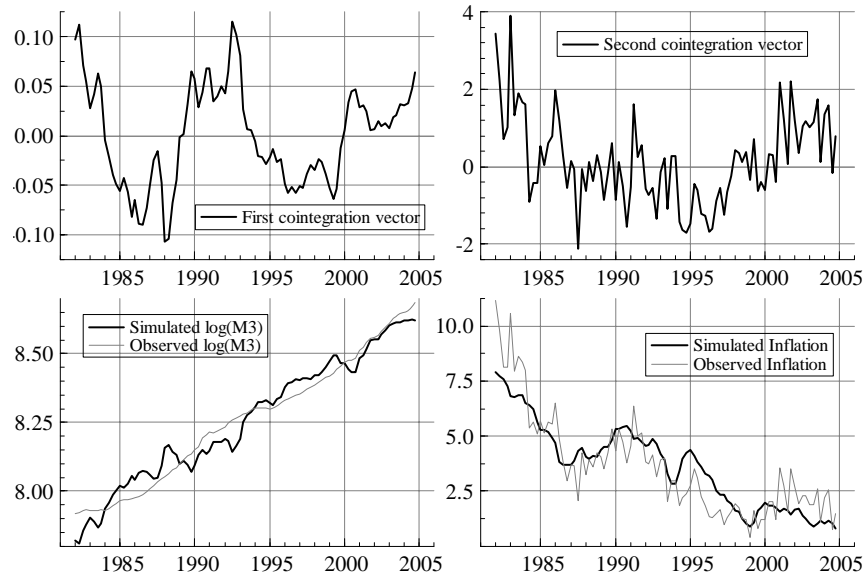 0.10
0.05
0.00
-0.05
-0.10
First cointegration vector
1985 1990 1995 2000 2005
4
2
0
-2
Second cointegration vector
1985 1990 1995 2000 2005
8.50
8.25
8.00
Simulated log(M3)
Observed log(M3)
1985 1990 1995 2000 2005
10.0
7.5
5.0
2.5
Simulated Inflation
Observed Inflation
1985 1990 1995 2000 2005